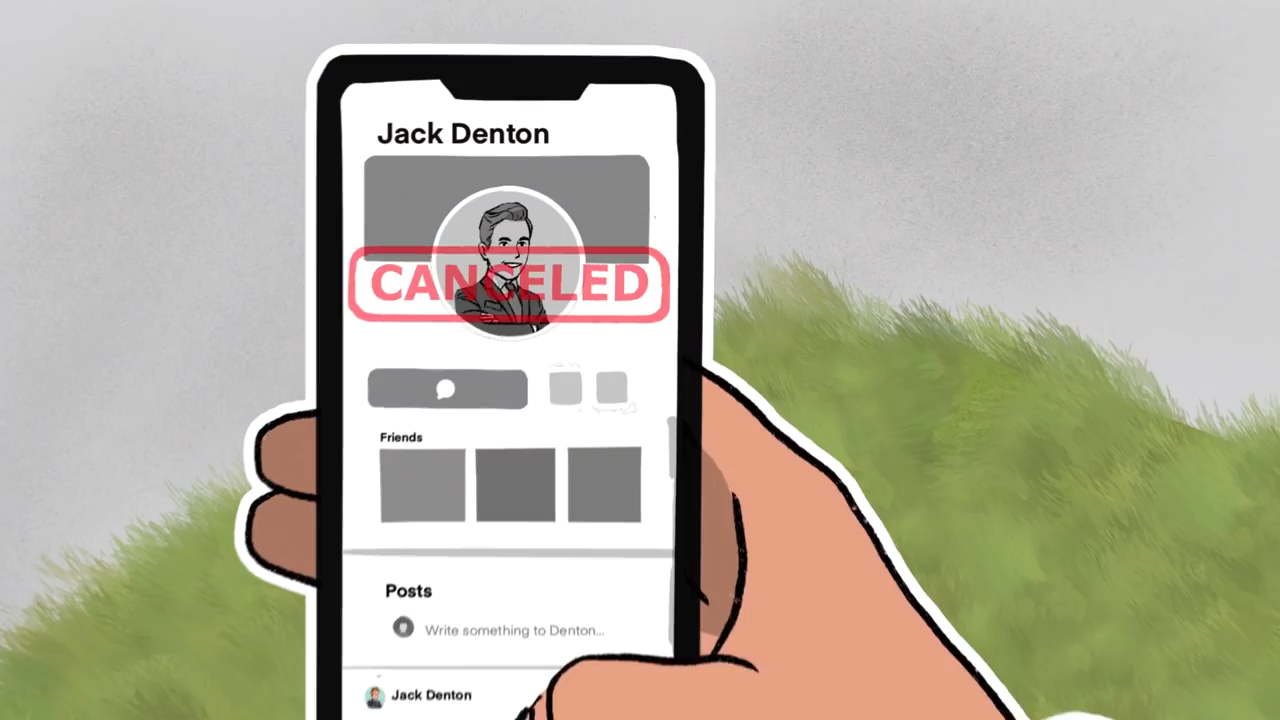 Jack Denton
CANCELED
Friends
Posts
Write something to Denton...
Jack Denton